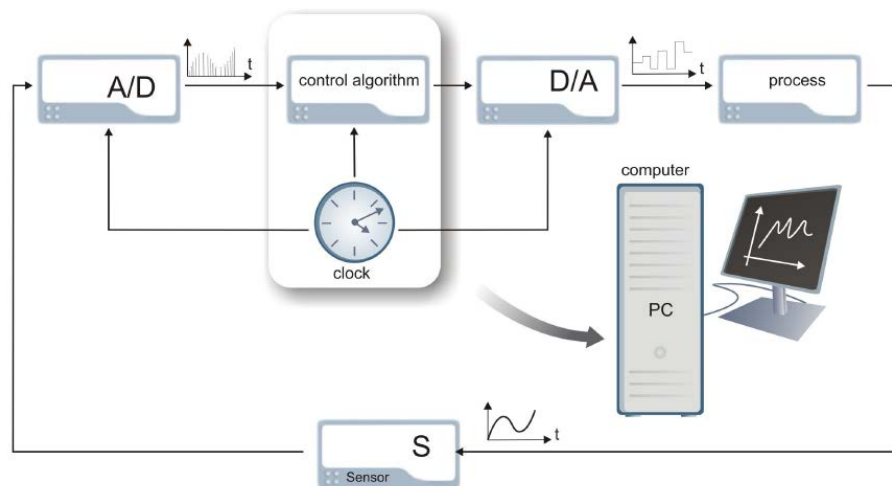 A/D
t
control algorithm
D/A
t
process
clock
computer
PC
S
Sensor
t